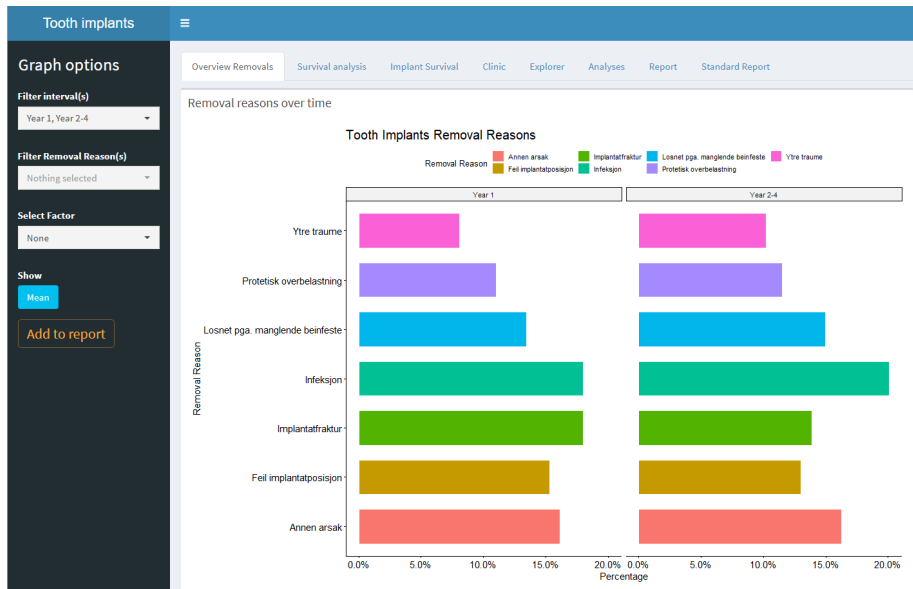 Tooth implants
Graph options
Filter interval(s)
Year 1, Year 2-4
Filter Removal Reason(s)
Nothing selected
Select Factor
None
Show
Mean
Add to report
Overview Removals Survival analysis Implant Survival Clinic Explorer Analyses Report Standard Report
Removal reasons over time
Tooth Implants Removal Reasons
Removal Reason
Annen arsak Implantatfraktur Losnet pga. manglende beinfeste Ytre traume
Feil implantatposisjon Infeksjon Protetisk overbelastning
Year 1 Year 2-4
Removal Reason
Ytre traume
Protetisk overbelastning
Losnet pga. manglende beinfeste
Infeksjon
Implantatfraktur
Feil implantatposisjon
Annen arsak
0.0% 5.0% 10.0% 15.0% 20.0% 0.0% 5.0% 10.0% 15.0% 20.0%
Percentage